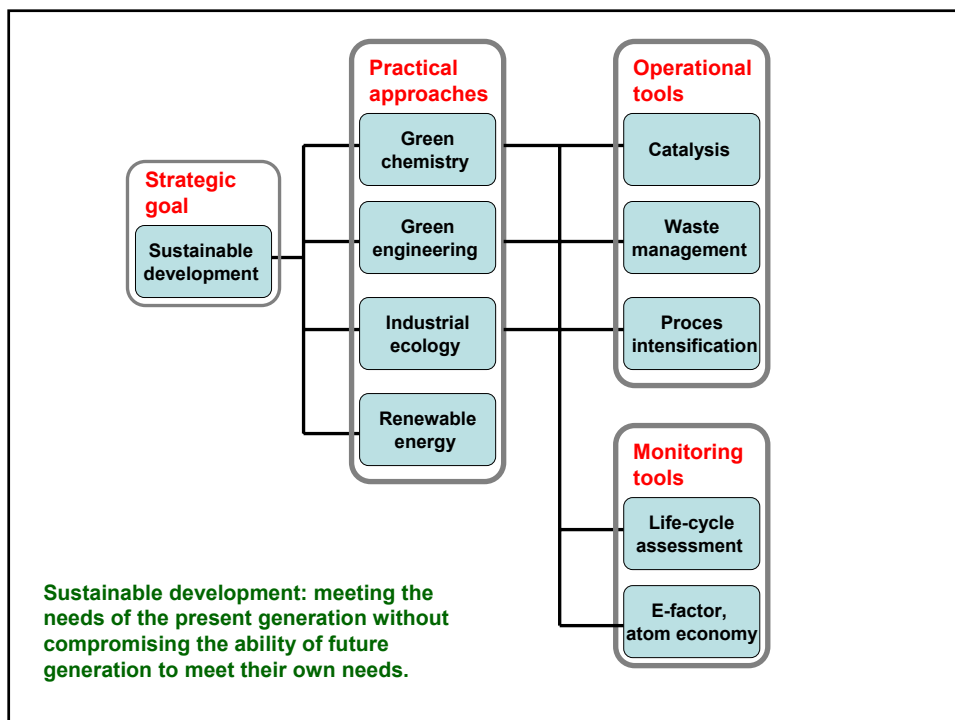 Strategic
goal
Sustainable
development
Practical
approaches
Green
chemistry
Green
engineering
Industrial
ecology
Renewable
energy
Operational
tools
Catalysis
Waste
management
Proces
intensification
Monitoring
tools
Life-cycle
assessment
E-factor,
atom economy
Sustainable development: meeting the
needs of the present generation without
compromising the ability of future
generation to meet their own needs.